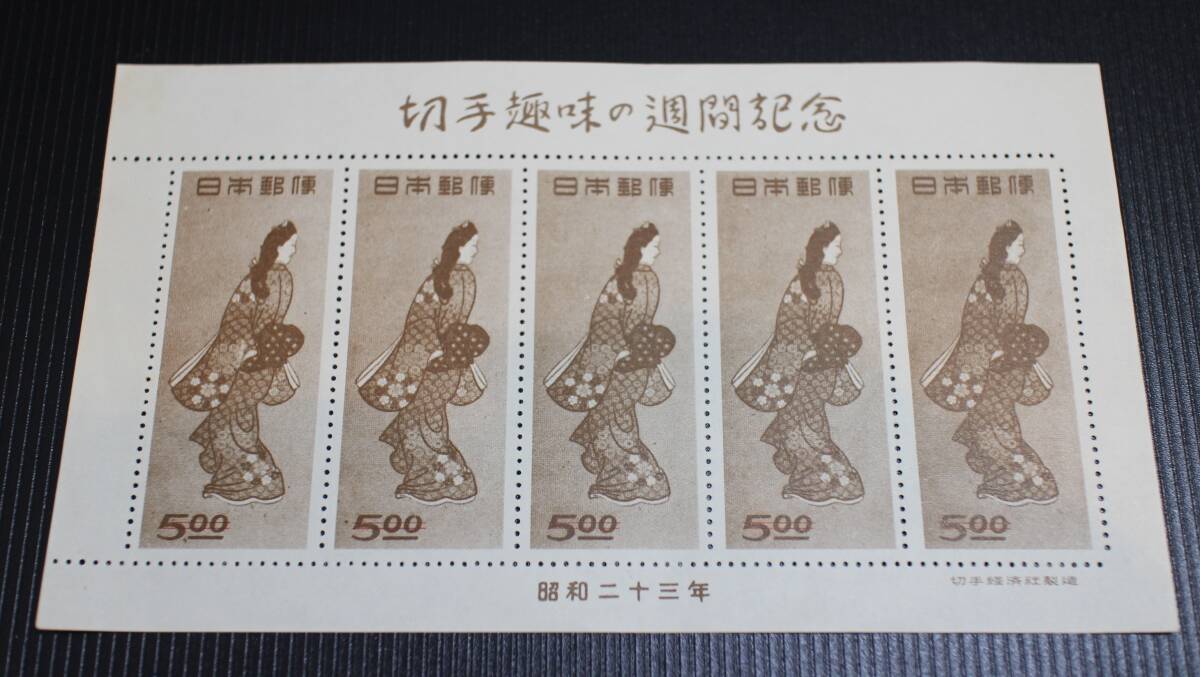 切手趣味の週間記念
日本郵便 日本郵便 日本郵便 日本郵便 日本郵便
5.00 5.00 5.00 5.00 5.00
昭和二十三年
切手経済社製造